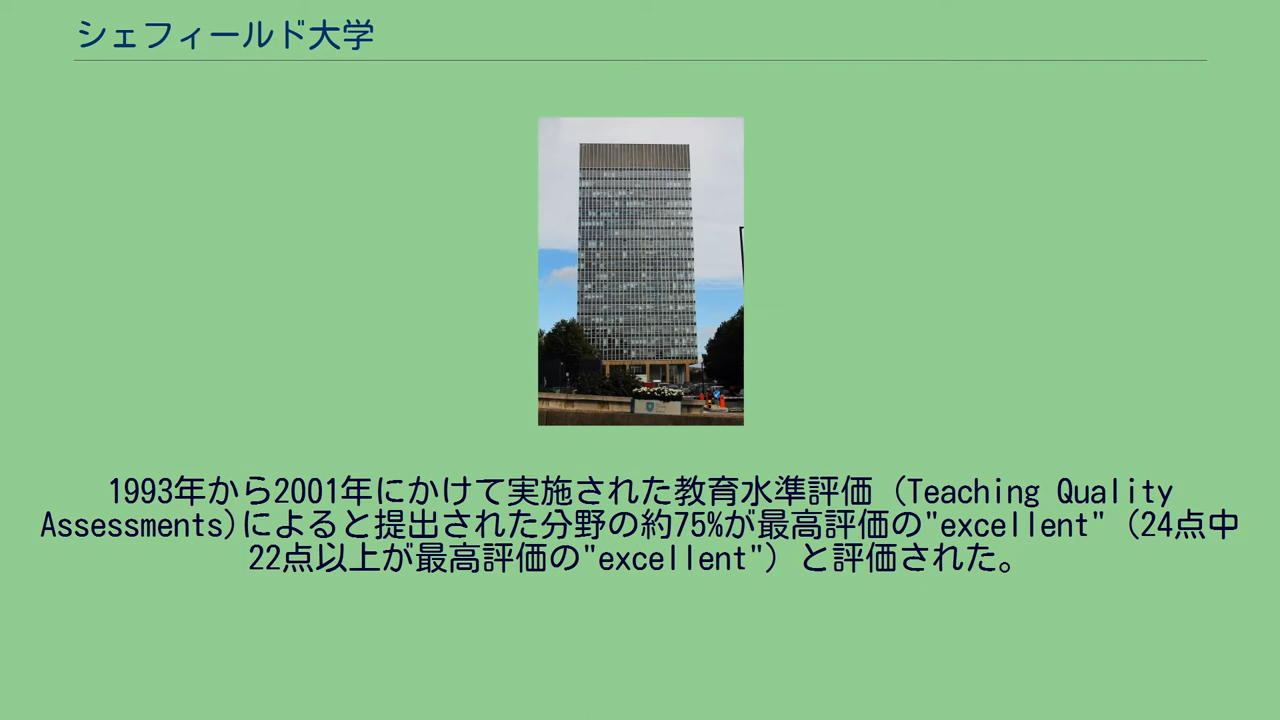 シェフィールド大学
1993年から2001年にかけて実施された教育水準評価（Teaching Quality
Assessments)によると提出された分野の約75%が最高評価の"excellent"（24点中
22点以上が最高評価の"excellent"）と評価された。